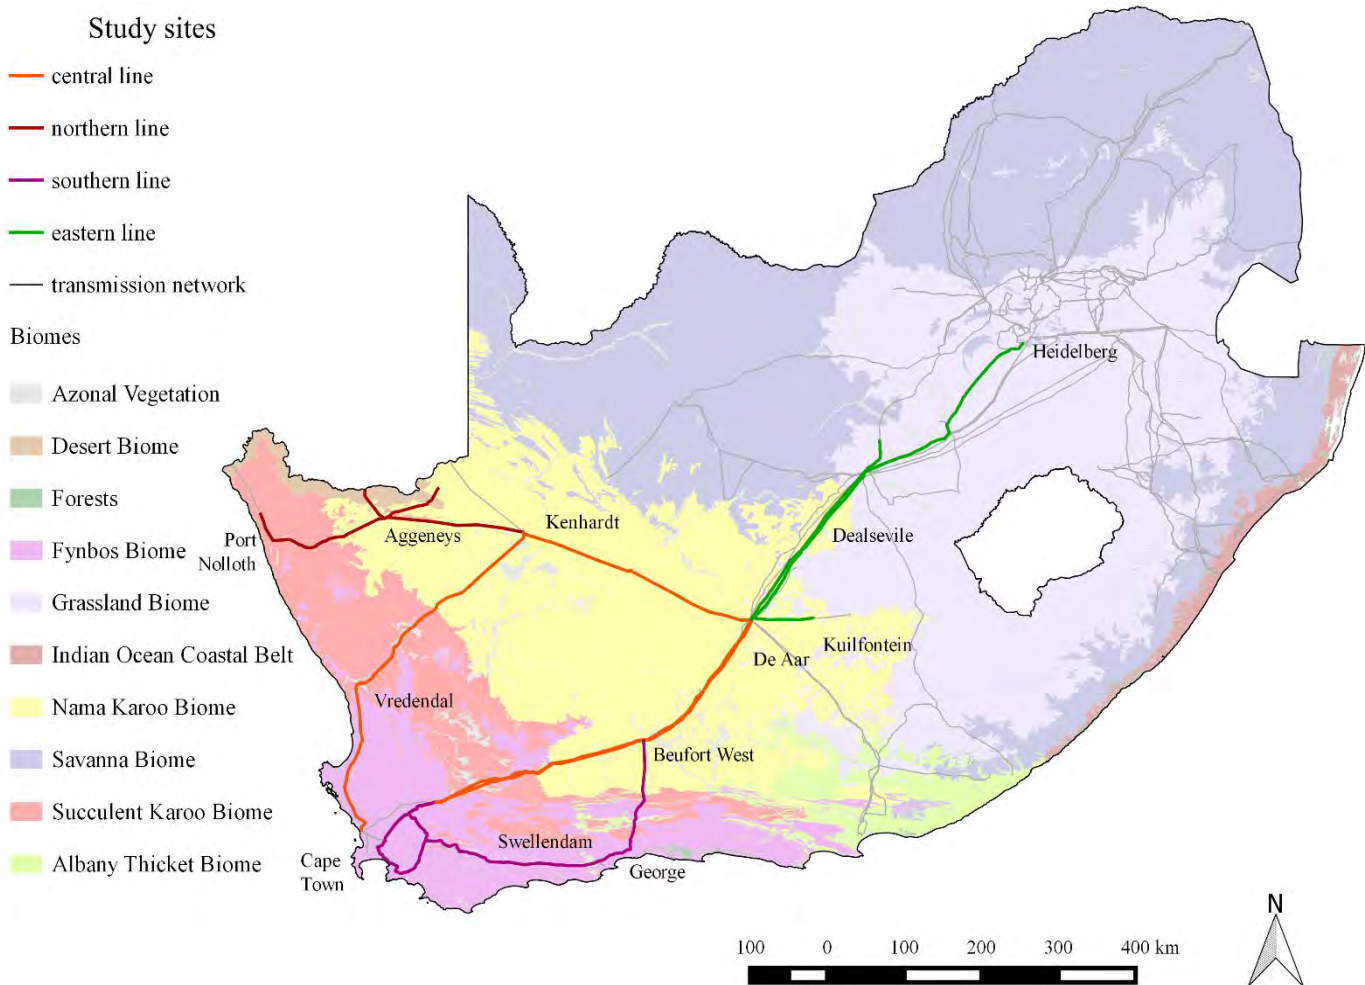 Study sites
central line
northern line
southern line
eastern line
transmission network
Biomes
Azonal Vegetation
Desert Biome
Forests
Fynbos Biome
Grassland Biome
Indian Ocean Coastal Belt
Nama Karoo Biome
Savanna Biome
Succulent Karoo Biome
Albany Thicket Biome
Heidelberg
Kenhardt
Aggeneys
Port
Nolloth
Dealsevile
Kuilfontein
De Aar
Vredendal
Beufort West
Swellendam
George
Cape
Town
N
100 0 100 200 300 400 km